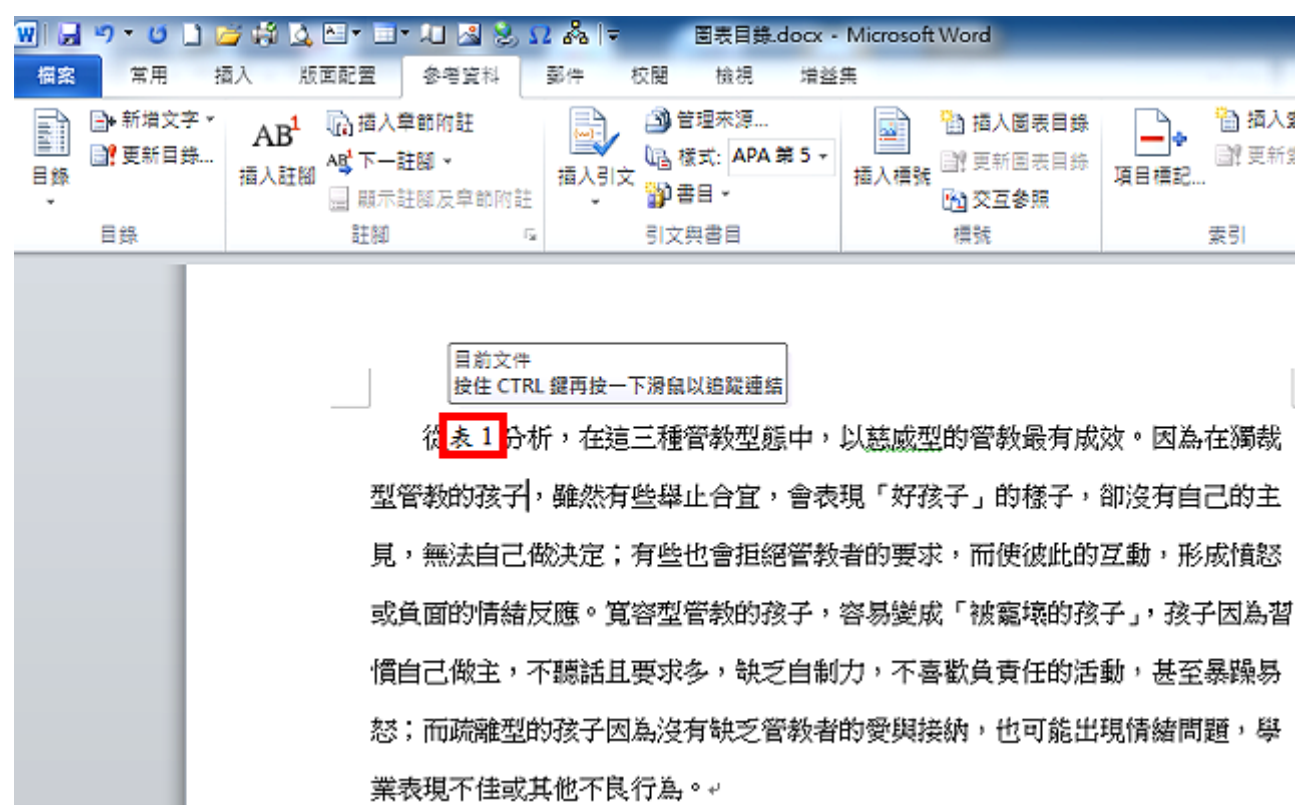 圖表目錄.docx - Microsoft Word
檔案 常用 插入 版面配置 參考資料 郵件 校閱 檢視 增益集
目錄
新增文字
更新目錄...
目錄
AB1
插入註腳
插入章節附註
AB1 下一註腳
顯示註腳及章節附註
註腳
插入引文
管理來源...
樣式: APA 第 5
書目
引文與書目
插入標號
插入圖表目錄
更新圖表目錄
交互參照
標號
項目標記...
插入
更新
索引
目前文件
按住 CTRL 鍵再按一下滑鼠以追蹤連結
從表 1 分析，在這三種管教型態中，以慈威型的管教最有成效。因為在獨裁
型管教的孩子，雖然有些舉止合宜，會表現「好孩子」的樣子，卻沒有自己的主
見，無法自己做決定；有些也會拒絕管教者的要求，而使彼此的互動，形成憤怒
或負面的情緒反應。寬容型管教的孩子，容易變成「被寵壞的孩子」，孩子因為習
慣自己做主，不聽話且要求多，缺乏自制力，不喜歡負責任的活動，甚至暴躁易
怒；而疏離型的孩子因為沒有缺乏管教者的愛與接納，也可能出現情緒問題，學
業表現不佳或其他不良行為。